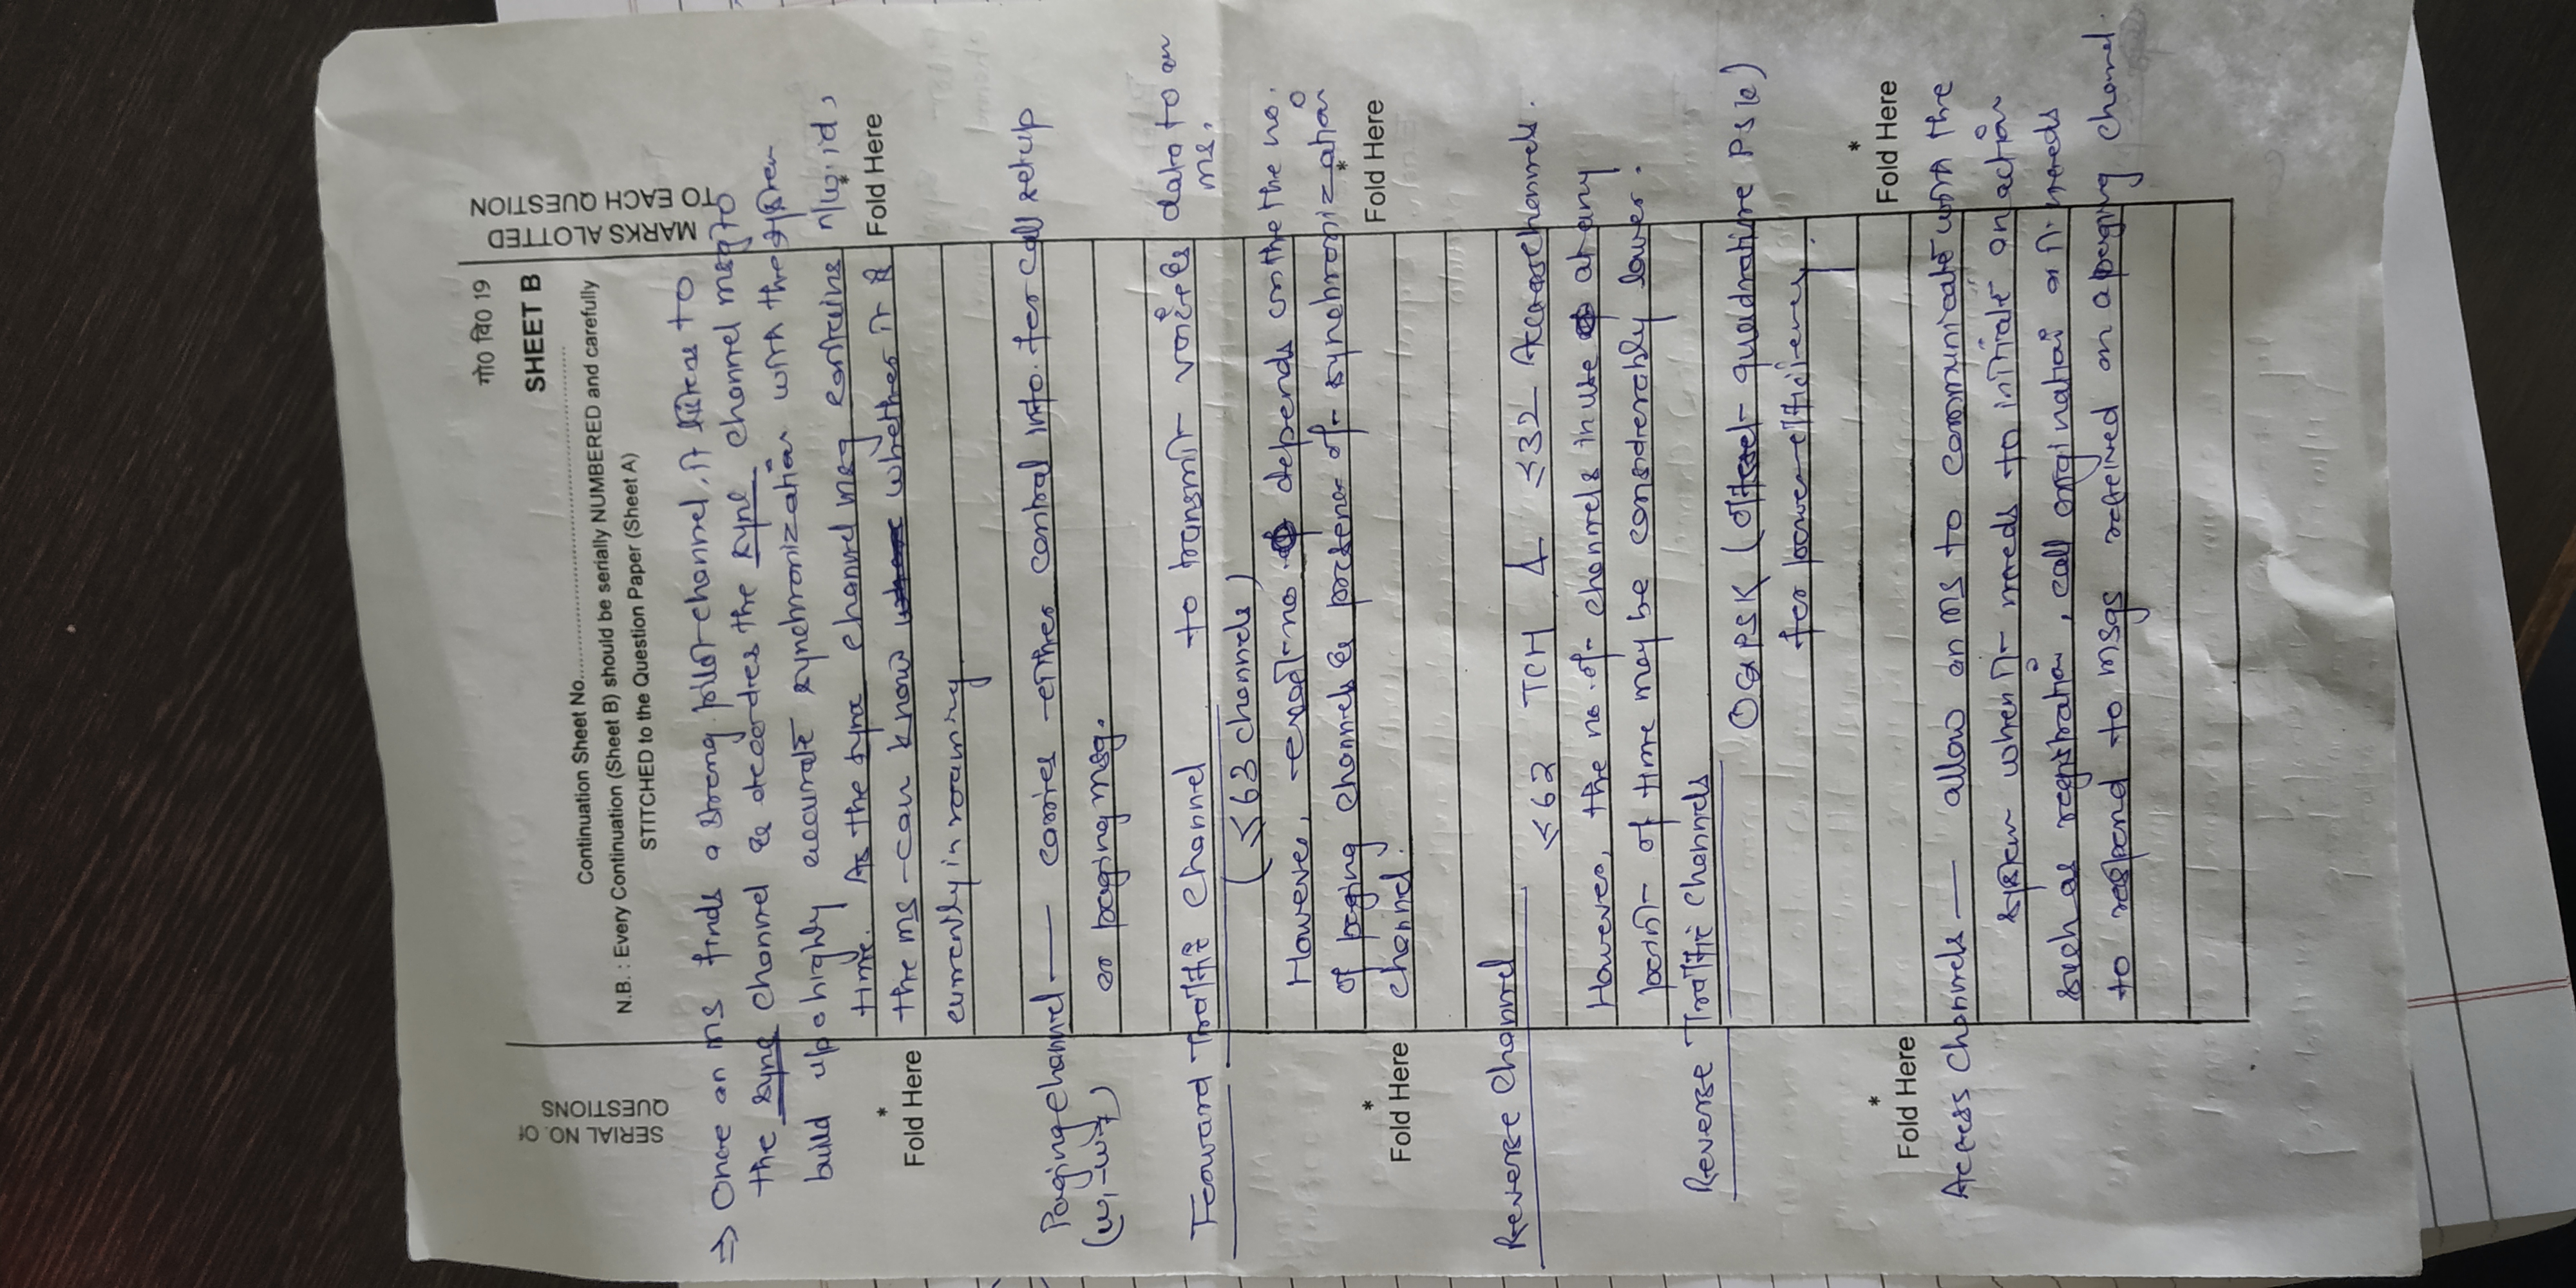 गो0 वि0 19
SERIAL NO. Of
QUESTIONS
SHEET B
MARKS ALOTTED
TO EACH QUESTION
Continuation Sheet No.
N.B. : Every Continuation (Sheet B) should be serially NUMBERED and carefully
STITCHED to the Question Paper (Sheet A)
⇒ Once an ms finds a strong pilot channel, it listens to
the sync channel & decordes the sync channel msg to
build up a highly accurate synchronization with the system
time. As the sync channel msg contains n/w. id,
* Fold Here
the ms can know whether it is
* Fold Here
currently in roaming
Paging channel — carries either control info. for call setup
(w1-w7) or paging msg.
Forward Traffic Channel to transmit voice & data to an
ms.
(≤63 channels)
However, exact no. depends on the the no.
of paging channels & presence of synchronization
* Fold Here
channel.
* Fold Here
Reverse Channel
≤62 TCH & ≤32 Access Channels.
However, the no. of channels in use at any
point of time may be considerably lower.
Reverse Traffic Channels
OQPSK (offset quadrature PSK)
for power efficiency.
* Fold Here
* Fold Here
Access Channels — allow an ms to communicate with the
system when it needs to initiate an action
such as registration, call origination or it needs
to respond to msgs received on a paging channel.